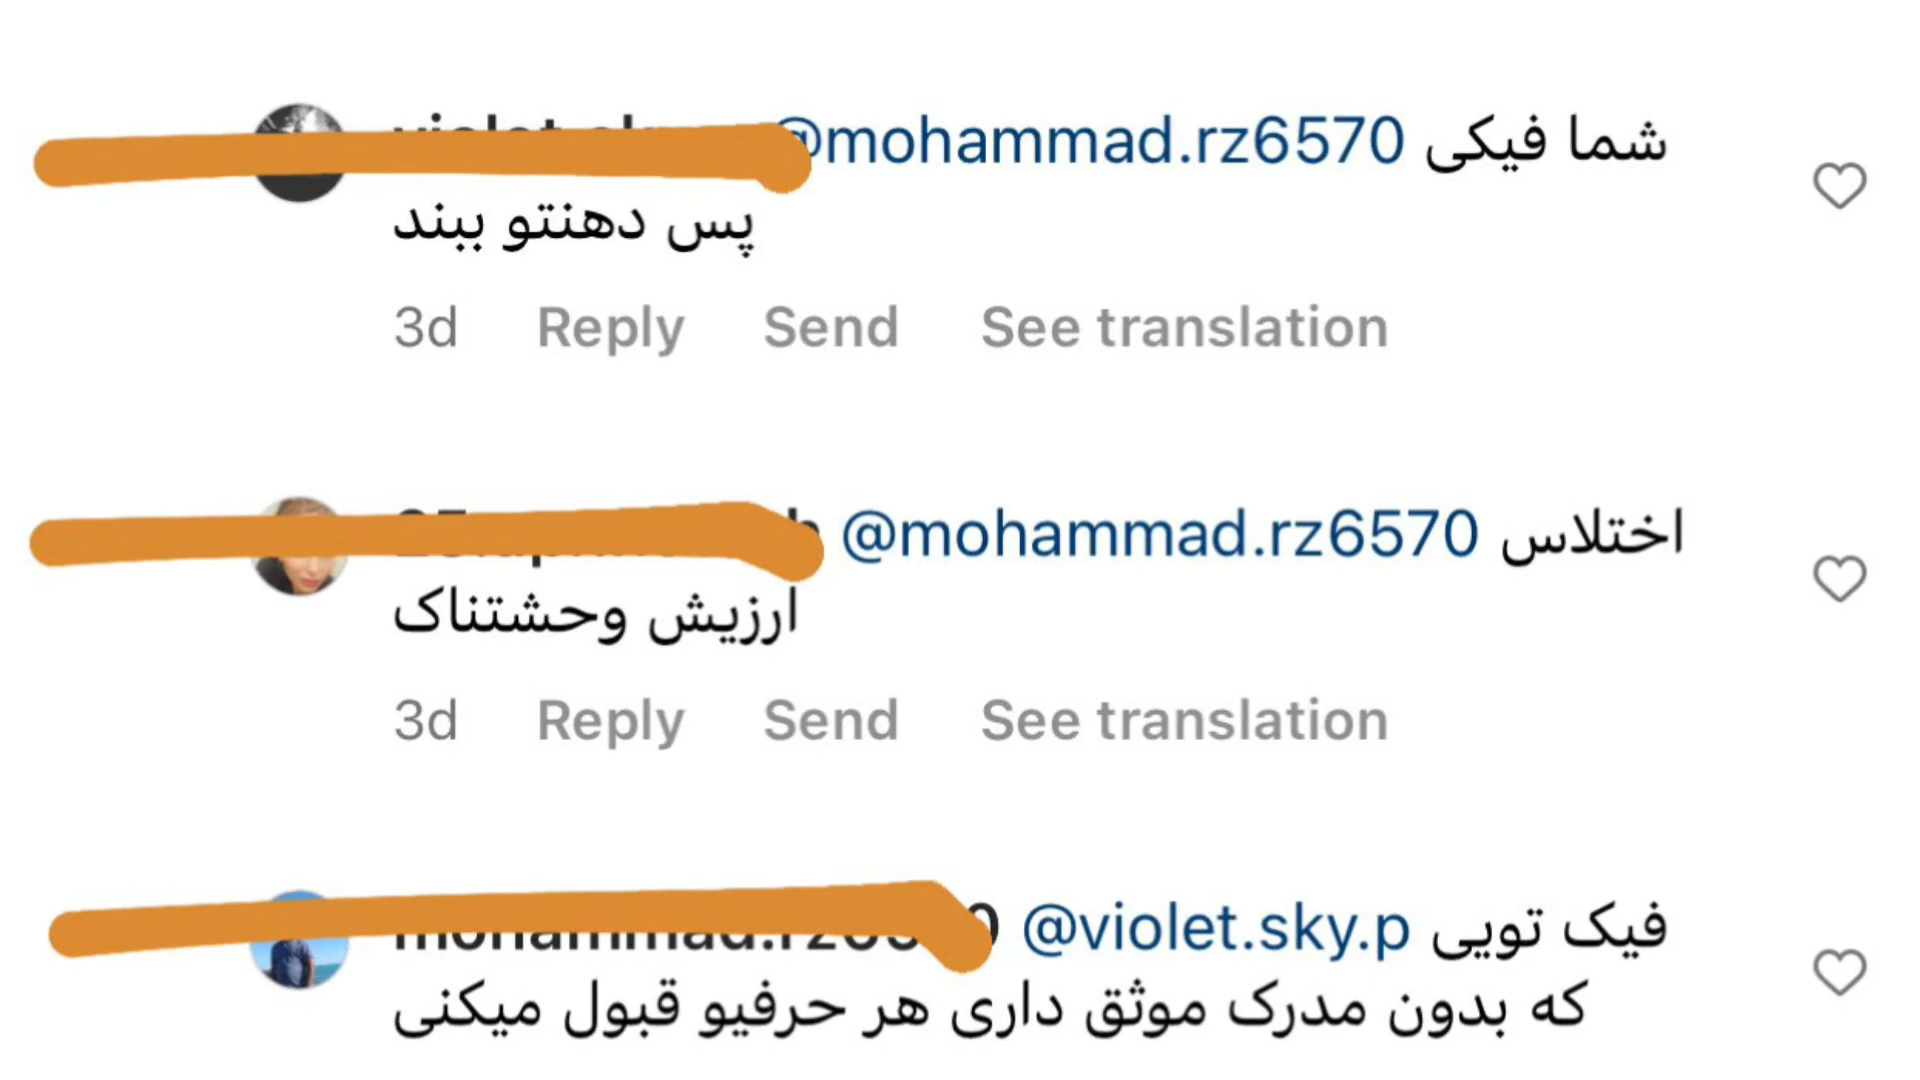 @mohammad.rz6570 شما فیکی
پس دهنتو ببند
3d Reply Send See translation
@mohammad.rz6570 اختلاس
ارزیش وحشتناک
3d Reply Send See translation
@violet.sky.p فیک تویی
که بدون مدرک موثق داری هر حرفیو قبول میکنی